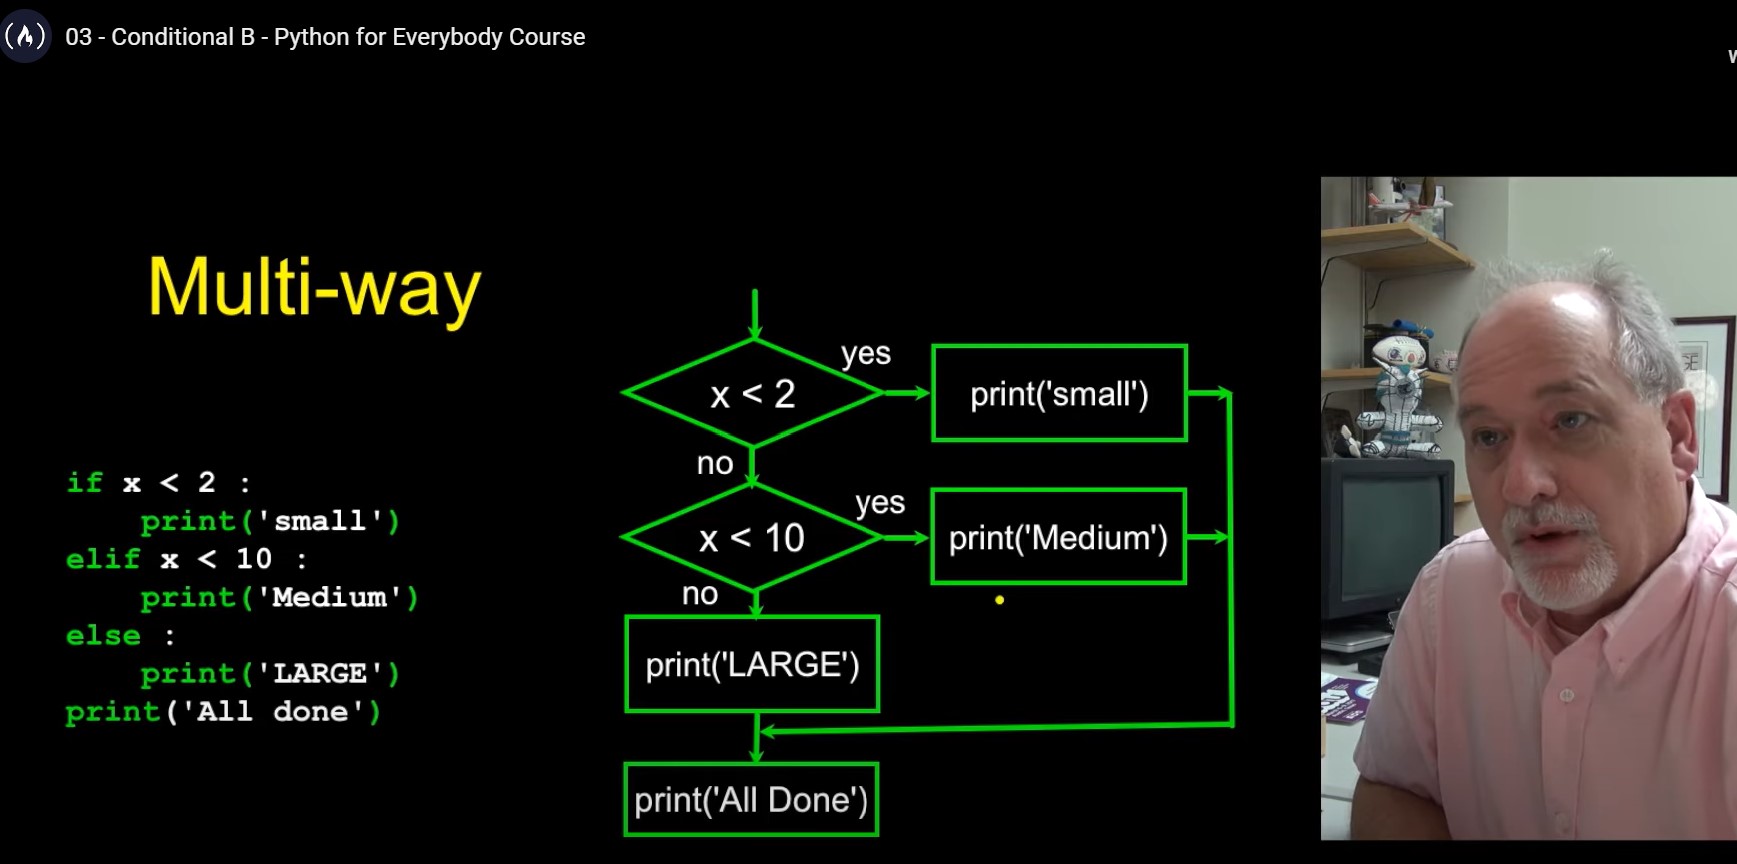 03 - Conditional B - Python for Everybody Course
Multi-way
if x < 2 :
    print('small')
elif x < 10 :
    print('Medium')
else :
    print('LARGE')
print('All done')
yes
x < 2
print('small')
no
yes
x < 10
print('Medium')
no
print('LARGE')
print('All Done')